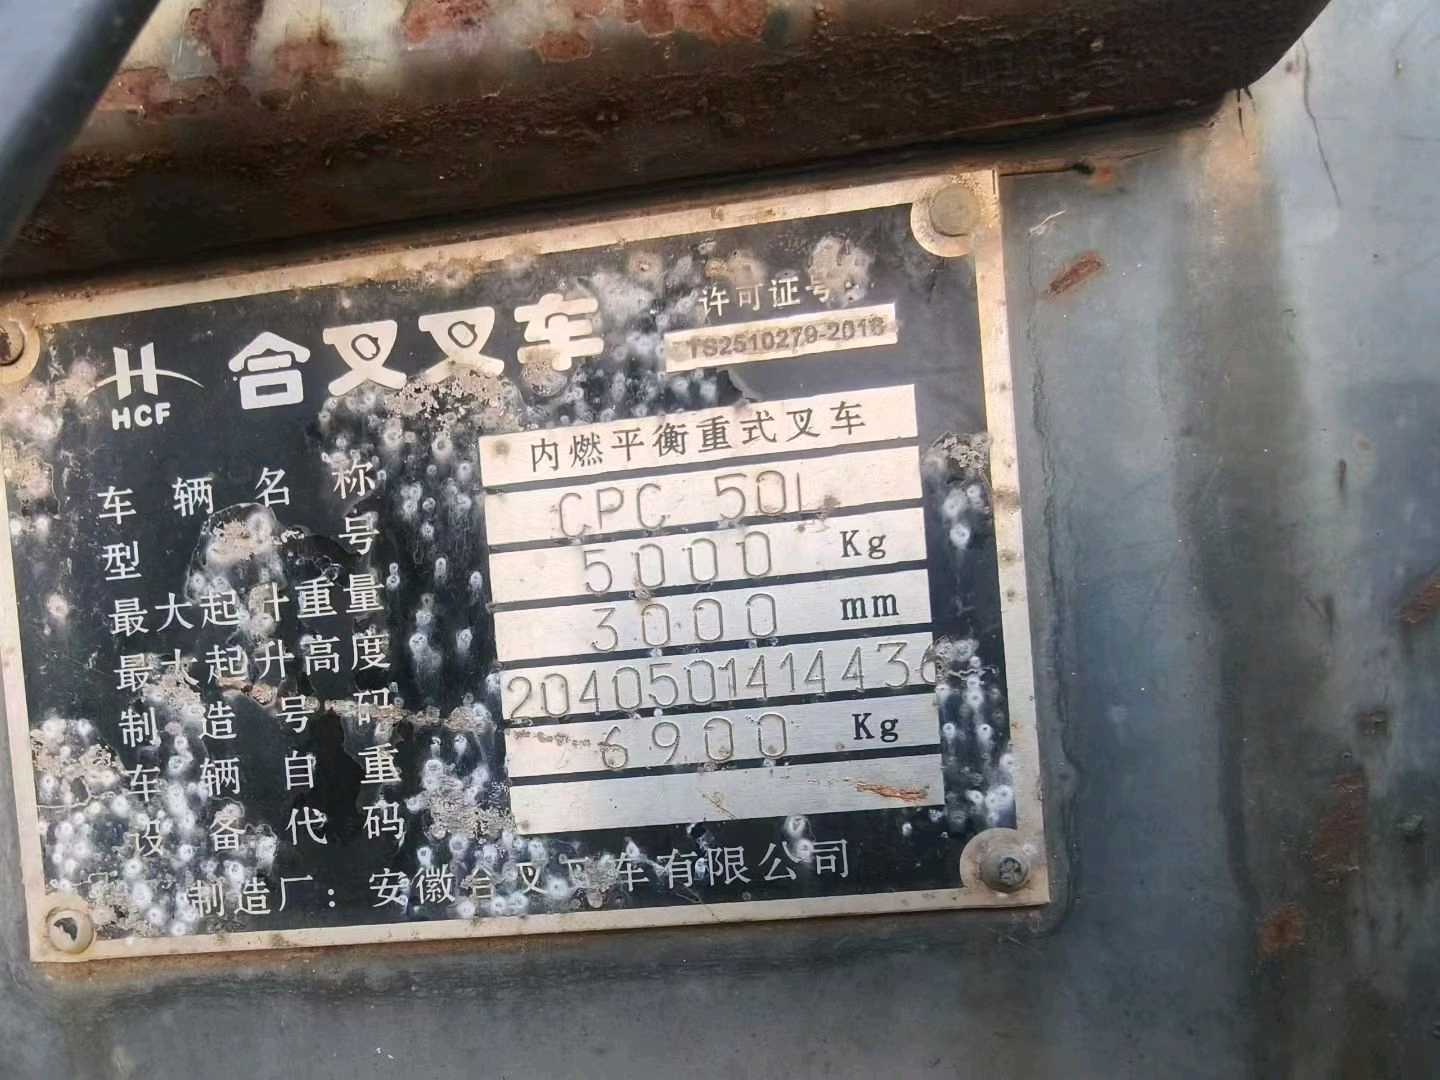 HCF
合叉叉车
许可证号:
TS2510279-2018
车辆名称 内燃平衡重式叉车
型号 CPC 50L
最大起升重量 5000 Kg
最大起升高度 3000 mm
制造号码 2040501414436
车辆自重 6900 Kg
设备代码
制造厂：安徽合叉叉车有限公司